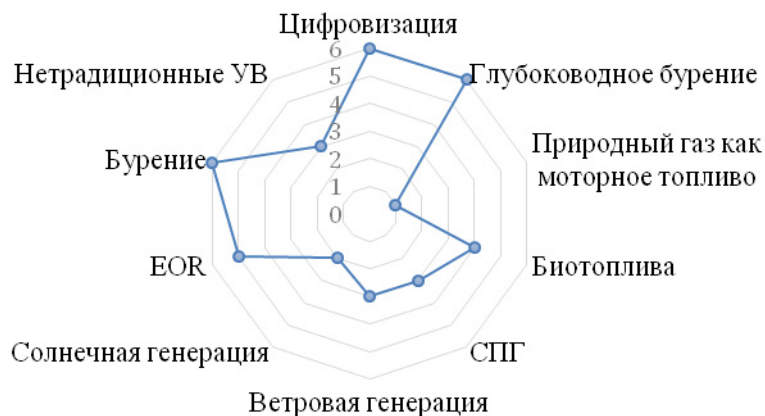 Цифровизация
Глубоководное бурение
Природный газ как
моторное топливо
Биотоплива
СПГ
Ветровая генерация
Солнечная генерация
EOR
Бурение
Нетрадиционные УВ
6
5
4
3
2
1
0